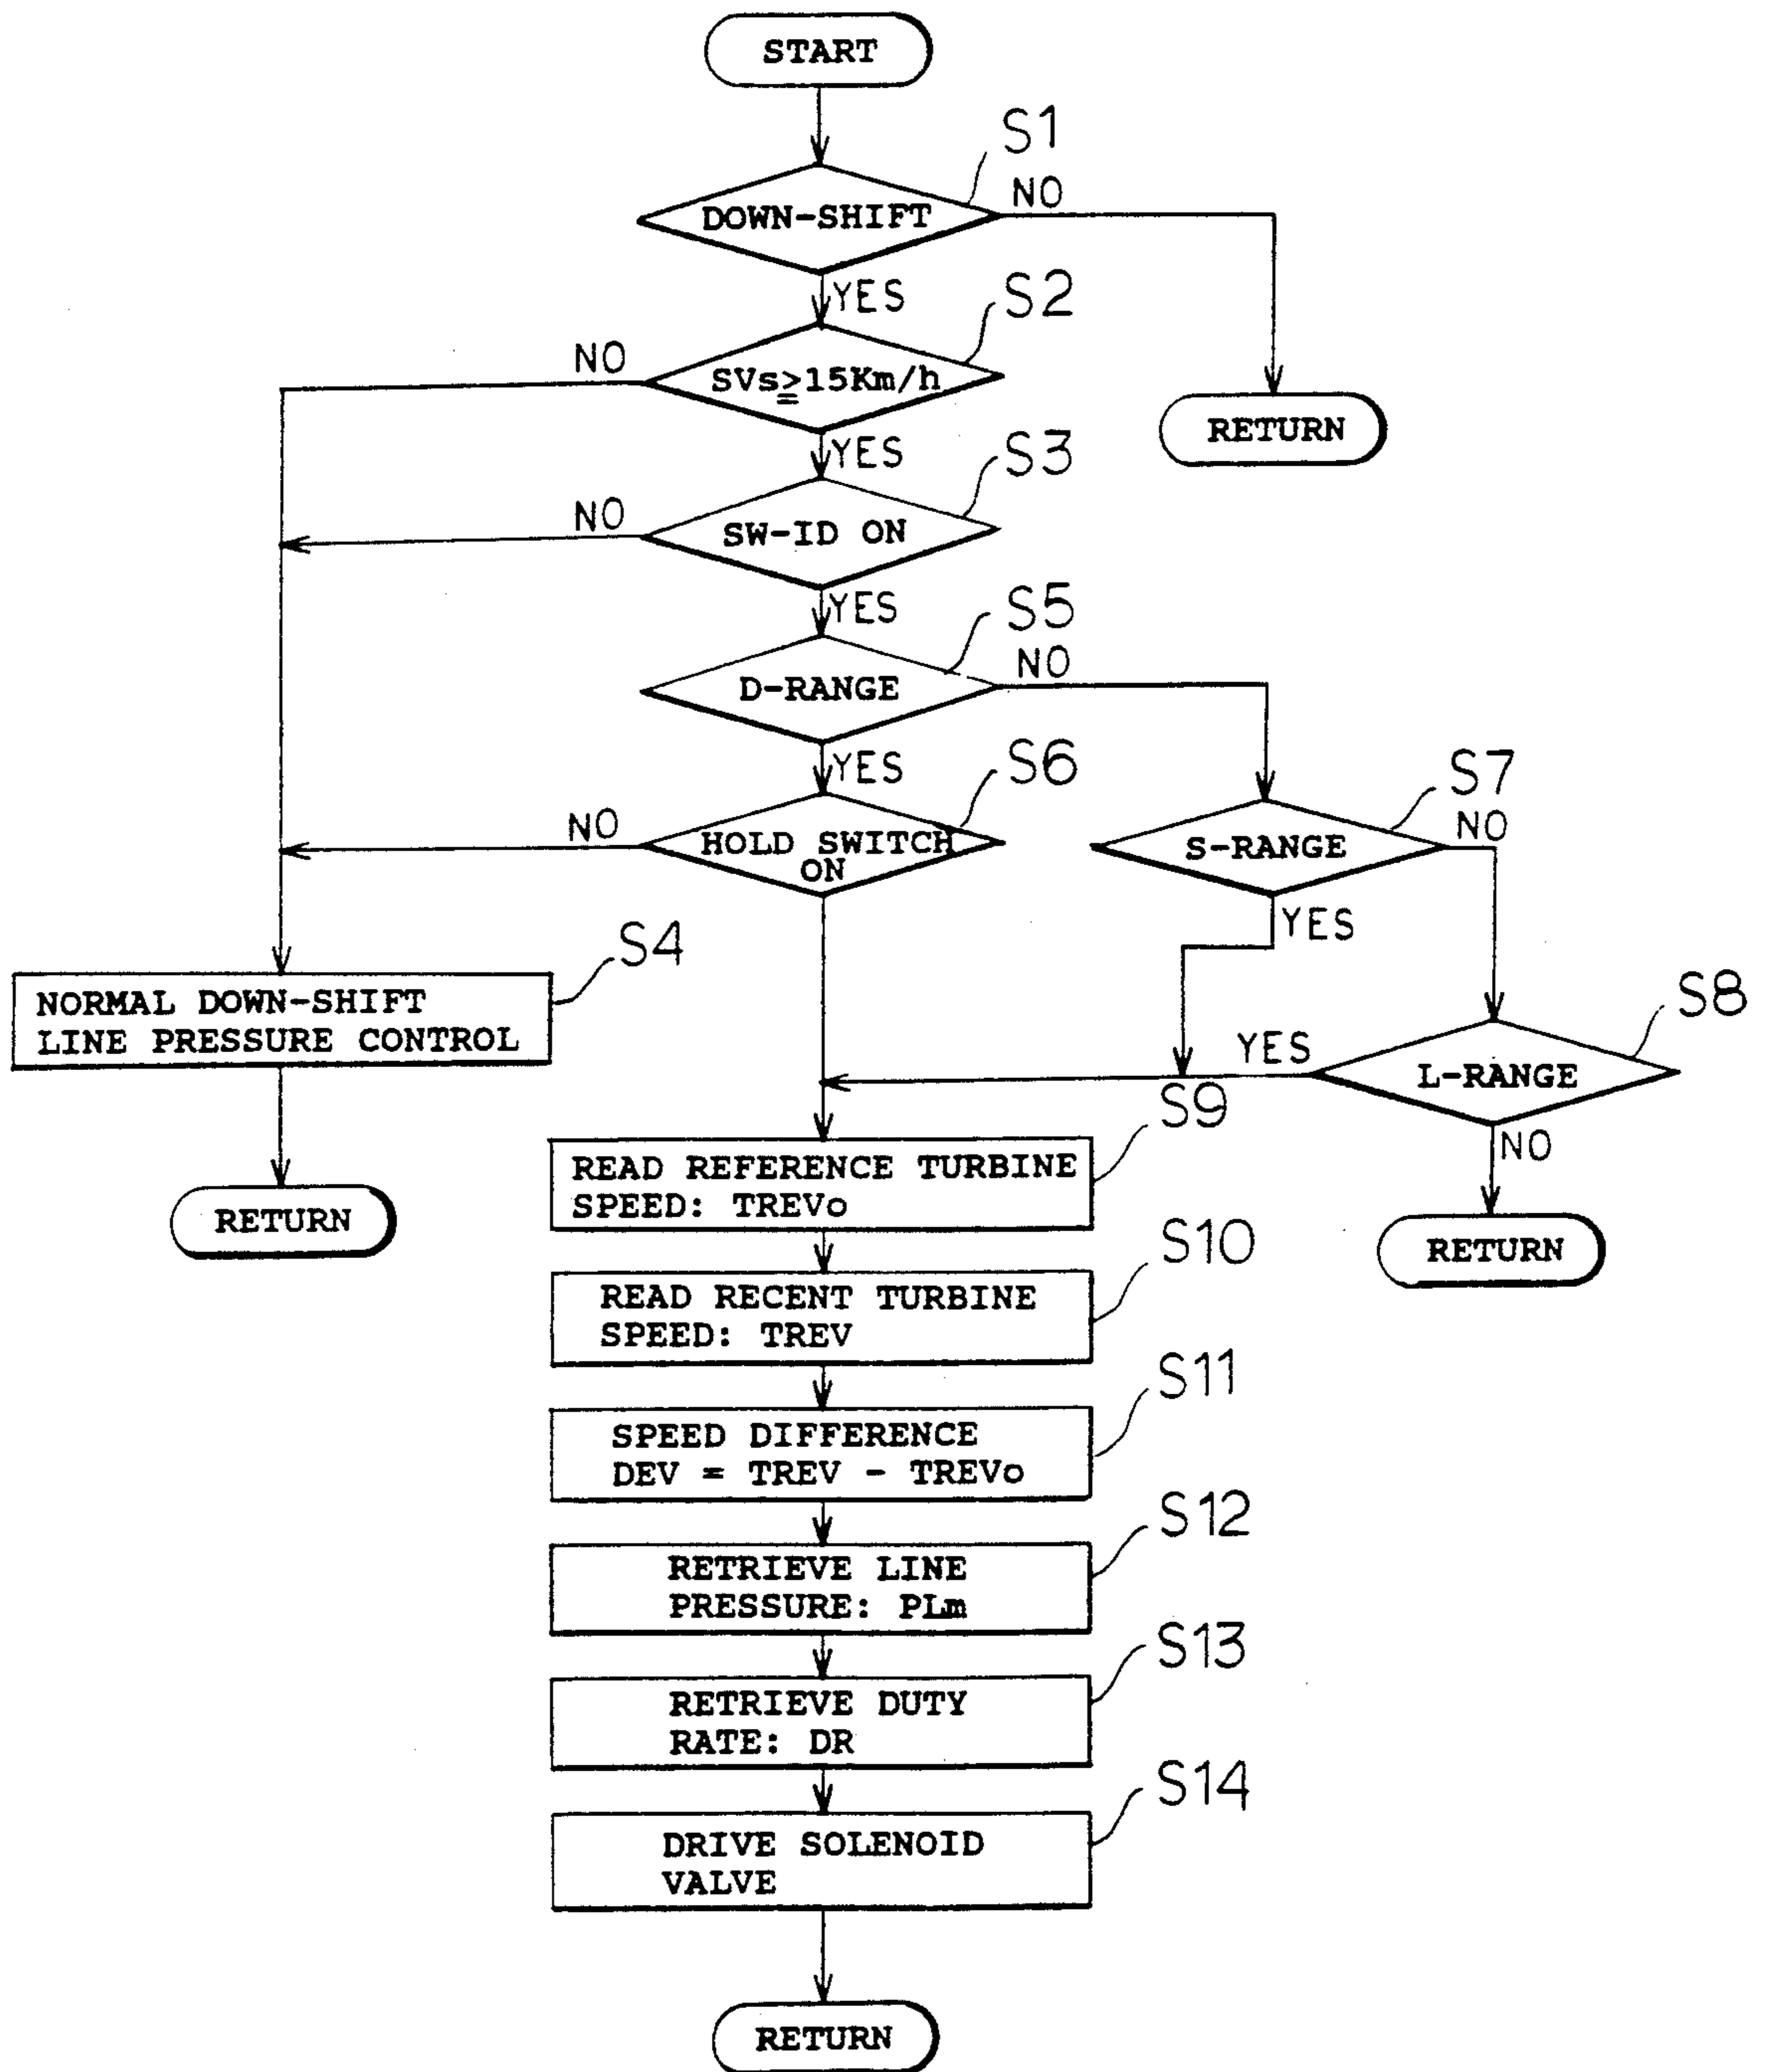 START
S1
DOWN-SHIFT
NO
YES
S2
NO
SVs≧15Km/h
RETURN
YES
S3
NO
SW-ID ON
YES
S5
NO
D-RANGE
YES
S6
S7
NO
HOLD SWITCH
ON
S-RANGE
NO
YES
S4
NORMAL DOWN-SHIFT
LINE PRESSURE CONTROL
S8
YES
L-RANGE
S9
NO
READ REFERENCE TURBINE
SPEED: TREVo
RETURN
RETURN
S10
READ RECENT TURBINE
SPEED: TREV
S11
SPEED DIFFERENCE
DEV = TREV - TREVo
S12
RETRIEVE LINE
PRESSURE: PLm
S13
RETRIEVE DUTY
RATE: DR
S14
DRIVE SOLENOID
VALVE
RETURN